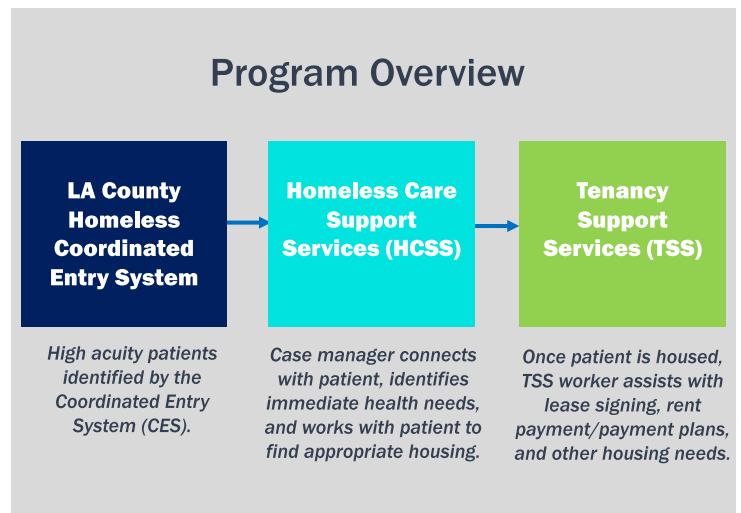 Program Overview
LA County
Homeless
Coordinated
Entry System
Homeless Care
Support
Services (HCSS)
Tenancy
Support
Services (TSS)
High acuity patients
identified by the
Coordinated Entry
System (CES).
Case manager connects
with patient, identifies
immediate health needs,
and works with patient to
find appropriate housing.
Once patient is housed,
TSS worker assists with
lease signing, rent
payment/payment plans,
and other housing needs.